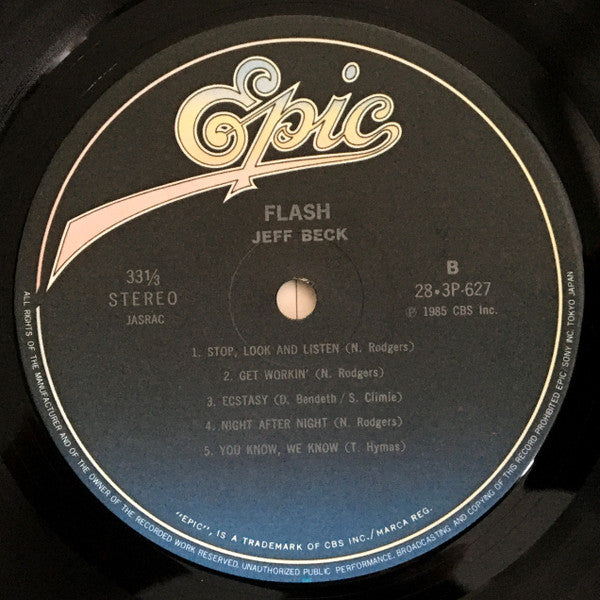 Epic
FLASH
JEFF BECK
33⅓
STEREO
JASRAC
B
28•3P-627
℗ 1985 CBS Inc.
1. STOP, LOOK AND LISTEN (N. Rodgers)
2. GET WORKIN' (N. Rodgers)
3. ECSTASY (D. Bendeth / S. Climie)
4. NIGHT AFTER NIGHT (N. Rodgers)
5. YOU KNOW, WE KNOW (T. Hymas)
"EPIC", IS A TRADEMARK OF CBS INC./MARCA REG.
ALL RIGHTS OF THE MANUFACTURER AND OF THE OWNER OF THE RECORDED WORK RESERVED. UNAUTHORIZED PUBLIC PERFORMANCE, BROADCASTING AND COPYING OF THIS RECORD PROHIBITED EPIC/SONY INC. TOKYO JAPAN